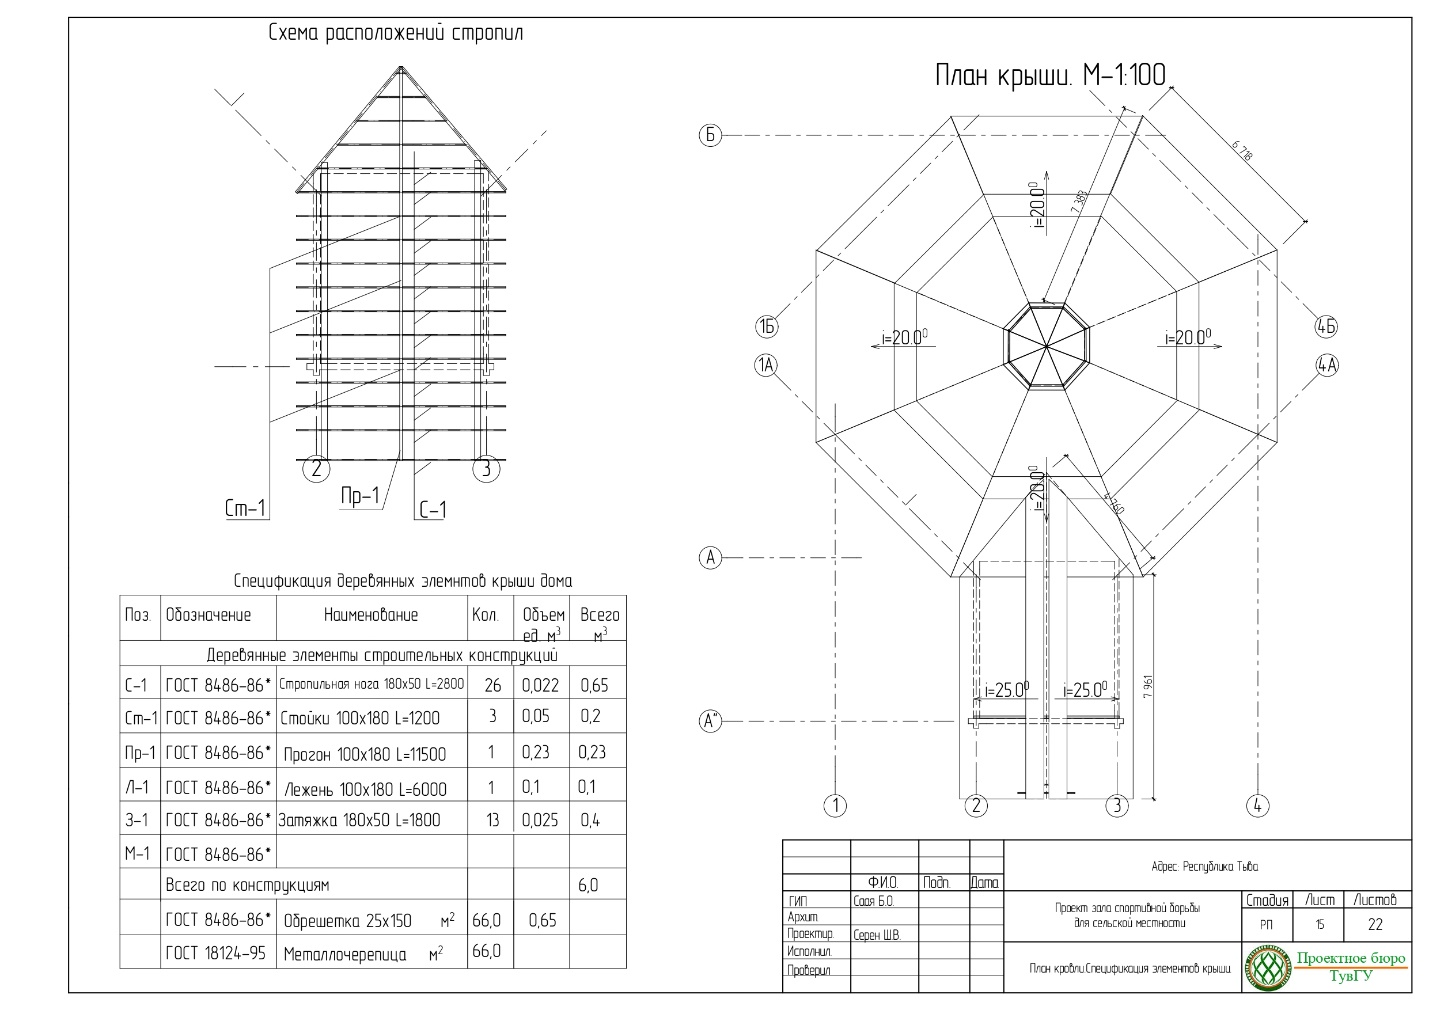 Схема расположений стропил
2
3
Ст-1
Пр-1
С-1
План крыши. М-1:100
Б
1Б
1А
4Б
4А
А
А"
1
2
3
4
6 718
7 383
4 760
7 961
i=20.0⁰
i=20.0⁰
i=20.0⁰
i=20.0⁰
i=25.0⁰ i=25.0⁰
Спецификация деревянных элемнтов крыши дома
Поз. Обозначение Наименование Кол. Объем ед. м³ Всего м³
Деревянные элементы строительных конструкций
С-1 ГОСТ 8486-86* Стропильная нога 180х50 L=2800 26 0,022 0,65
Ст-1 ГОСТ 8486-86* Стойки 100х180 L=1200 3 0,05 0,2
Пр-1 ГОСТ 8486-86* Прогон 100х180 L=11500 1 0,23 0,23
Л-1 ГОСТ 8486-86* Лежень 100х180 L=6000 1 0,1 0,1
З-1 ГОСТ 8486-86* Затяжка 180х50 L=1800 13 0,025 0,4
М-1 ГОСТ 8486-86*
Всего по конструкциям 6,0
ГОСТ 8486-86* Обрешетка 25х150 м² 66,0 0,65
ГОСТ 18124-95 Металлочерепица м² 66,0
Ф.И.О. Подп. Дата
ГИП Саая Б.О.
Архит
Проектир. Серен Ш.В.
Исполнил.
Проверил
Адрес: Республика Тыва
Проект зала спортивной борьбы
для сельской местности
Стадия Лист Листов
РП 15 22
План кровли.Спецификация элементов крыши.
Проектное бюро
ТувГУ